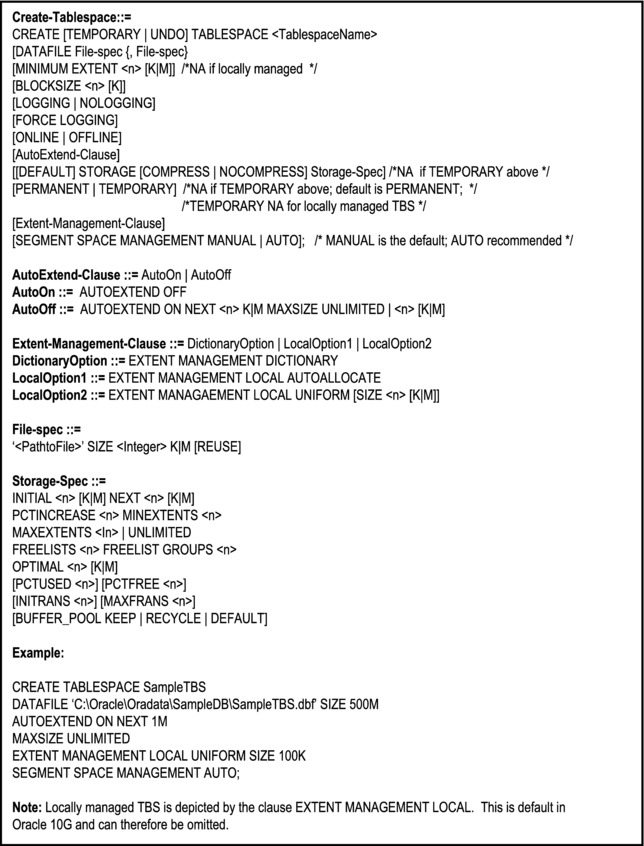 Create-Tablespace::=
CREATE [TEMPORARY | UNDO] TABLESPACE <TablespaceName>
[DATAFILE File-spec {, File-spec}
[MINIMUM EXTENT <n> [K|M]] /*NA if locally managed */
[BLOCKSIZE <n> [K]]
[LOGGING | NOLOGGING]
[FORCE LOGGING]
[ONLINE | OFFLINE]
[AutoExtend-Clause]
[[DEFAULT] STORAGE [COMPRESS | NOCOMPRESS] Storage-Spec] /*NA if TEMPORARY above */
[PERMANENT | TEMPORARY] /*NA if TEMPORARY above; default is PERMANENT; */
/*TEMPORARY NA for locally managed TBS */
[Extent-Management-Clause]
[SEGMENT SPACE MANAGEMENT MANUAL | AUTO]; /* MANUAL is the default; AUTO recommended */
AutoExtend-Clause ::= AutoOn | AutoOff
AutoOn ::= AUTOEXTEND OFF
AutoOff ::= AUTOEXTEND ON NEXT <n> K|M MAXSIZE UNLIMITED | <n> [K|M]
Extent-Management-Clause ::= DictionaryOption | LocalOption1 | LocalOption2
DictionaryOption ::= EXTENT MANAGEMENT DICTIONARY
LocalOption1 ::= EXTENT MANAGEMENT LOCAL AUTOALLOCATE
LocalOption2 ::= EXTENT MANAGAEMENT LOCAL UNIFORM [SIZE <n> [K|M]]
File-spec ::=
‘<PathtoFile>’ SIZE <Integer> K|M [REUSE]
Storage-Spec ::=
INITIAL <n> [K|M] NEXT <n> [K|M]
PCTINCREASE <n> MINEXTENTS <n>
MAXEXTENTS <In> | UNLIMITED
FREELISTS <n> FREELIST GROUPS <n>
OPTIMAL <n> [K|M]
[PCTUSED <n>] [PCTFREE <n>]
[INITRANS <n>] [MAXFRANS <n>]
[BUFFER_POOL KEEP | RECYCLE | DEFAULT]
Example:
CREATE TABLESPACE SampleTBS
DATAFILE ‘C:\Oracle\Oradata\SampleDB\SampleTBS.dbf’ SIZE 500M
AUTOEXTEND ON NEXT 1M
MAXSIZE UNLIMITED
EXTENT MANAGEMENT LOCAL UNIFORM SIZE 100K
SEGMENT SPACE MANAGEMENT AUTO;
Note: Locally managed TBS is depicted by the clause EXTENT MANAGEMENT LOCAL. This is default in
Oracle 10G and can therefore be omitted.